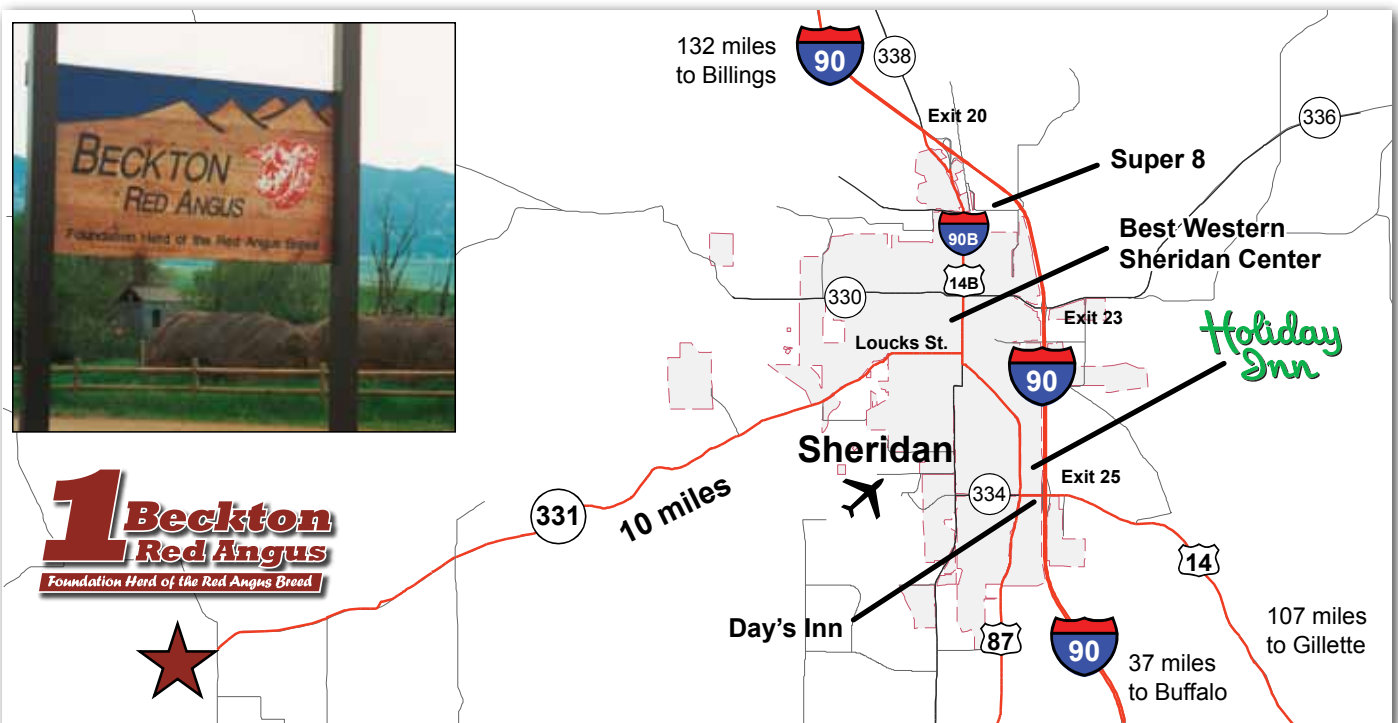 BECKTON
RED ANGUS
Foundation Herd of the Red Angus Breed
132 miles
to Billings
90
338
Exit 20
336
Super 8
90B
Best Western
Sheridan Center
14B
330
Exit 23
Holiday
Inn
Loucks St.
90
Sheridan
Exit 25
334
331
10 miles
1 Beckton
Red Angus
Foundation Herd of the Red Angus Breed
14
Day's Inn
87
90
107 miles
to Gillette
37 miles
to Buffalo